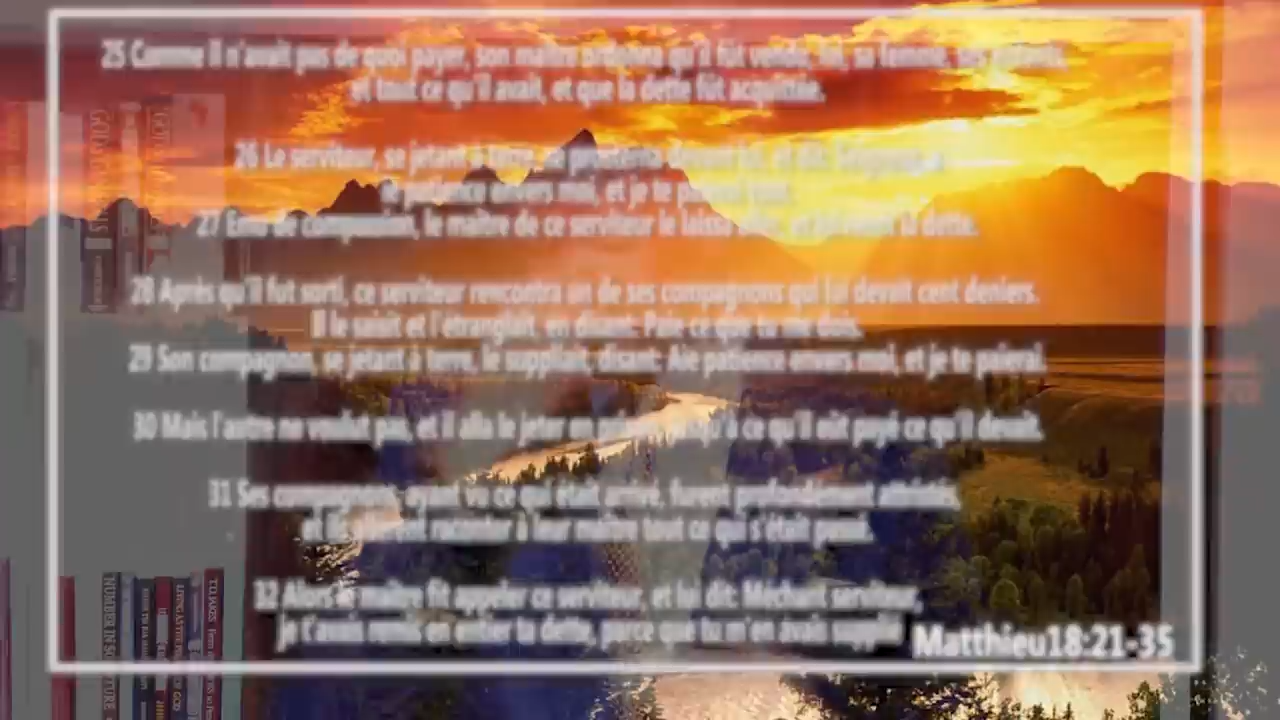 25 Comme il n'avait pas de quoi payer, son maître ordonna qu'il fût vendu, lui, sa femme, ses enfants,
et tout ce qu'il avait, et que la dette fût acquittée.
26 Le serviteur, se jetant à terre, se prosterna devant lui, et dit: Seigneur,
patience envers moi, et je te paierai tout.
27 Ému de compassion, le maître de ce serviteur le laissa aller, et lui remit la dette.
28 Après qu'il fut sorti, ce serviteur rencontra un de ses compagnons qui lui devait cent deniers.
Il le saisit et l'étranglait, en disant: Paie ce que tu me dois.
29 Son compagnon, se jetant à terre, le suppliait, disant: Aie patience envers moi, et je te paierai.
30 Mais l'autre ne voulut pas, et il alla le jeter en prison, jusqu'à ce qu'il eût payé ce qu'il devait.
31 Ses compagnons, ayant vu ce qui était arrivé, furent profondément attristés,
et ils allèrent raconter à leur maître tout ce qui s'était passé.
32 Alors le maître fit appeler ce serviteur, et lui dit: Méchant serviteur,
je t'avais remis en entier ta dette, parce que tu m'en avais supplié
Matthieu18:21-35